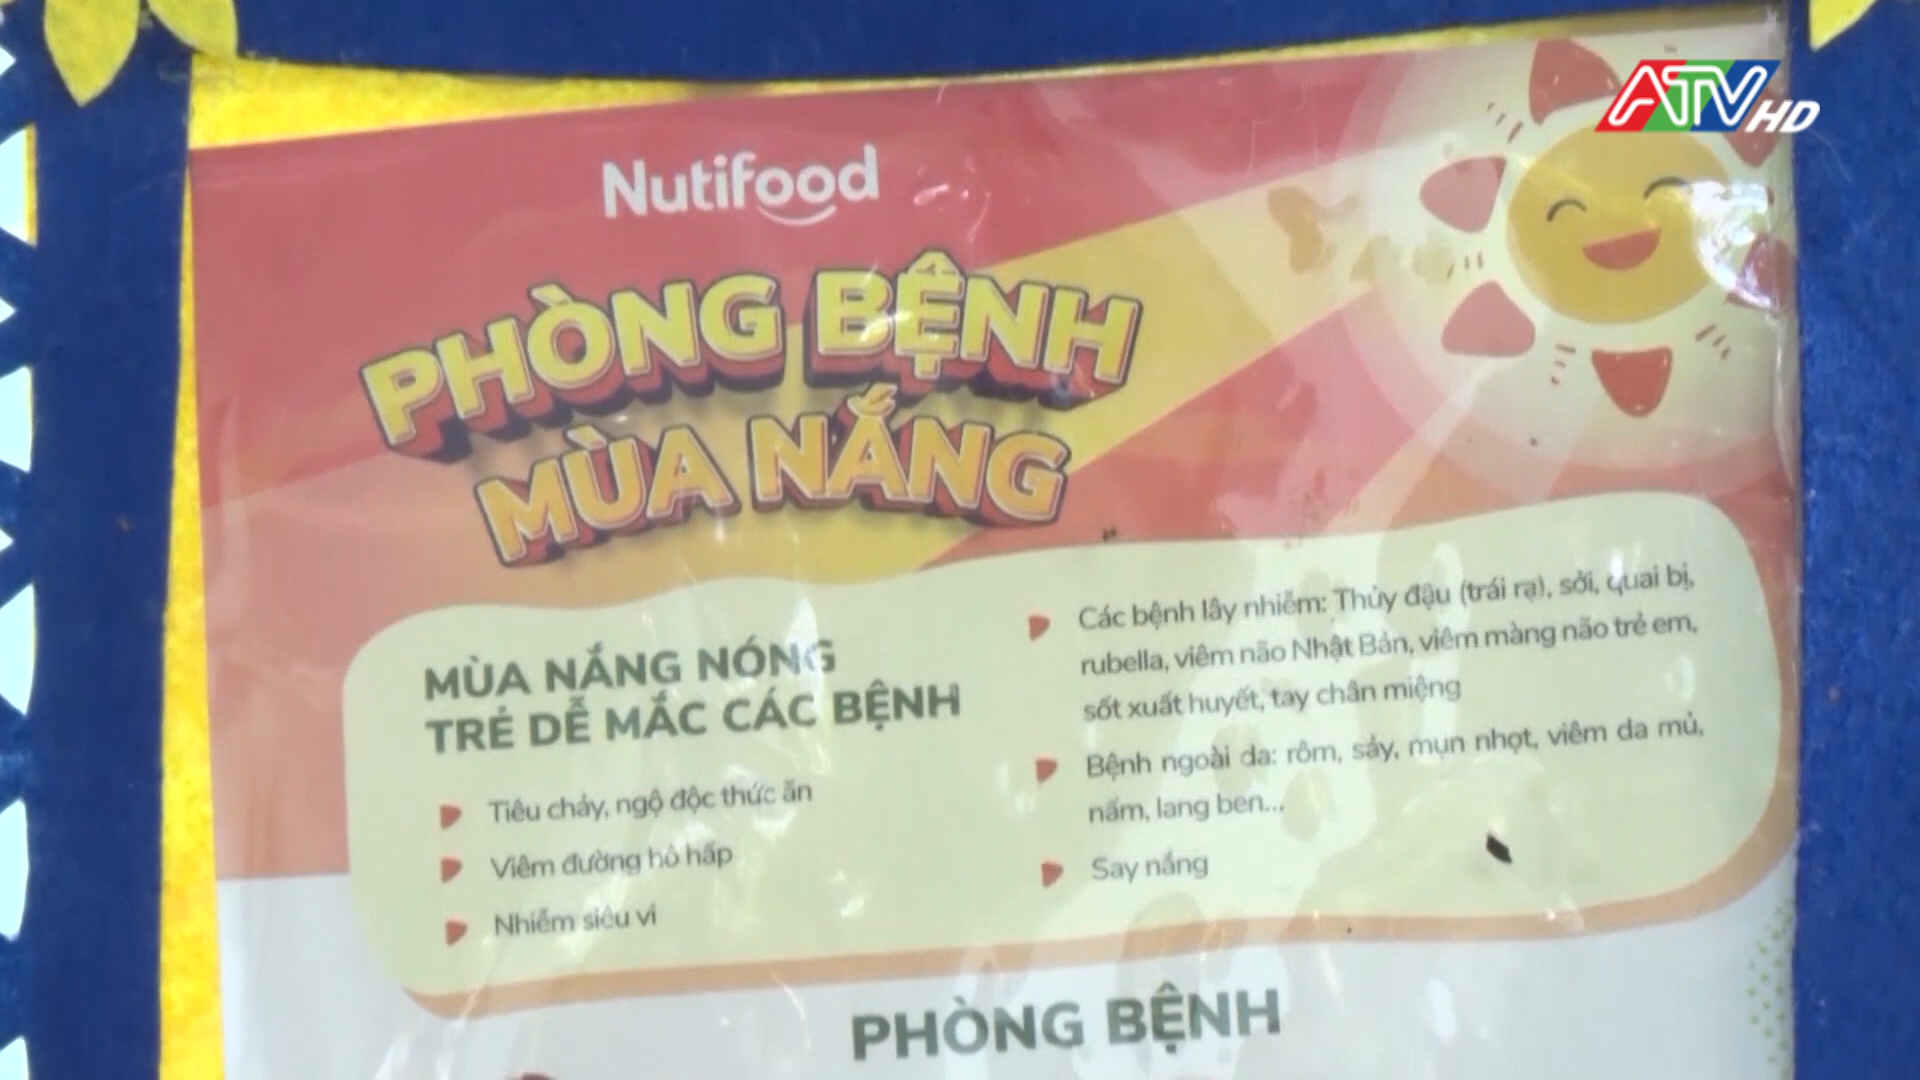 ATV HD
Nutifood
PHÒNG BỆNH
MÙA NẮNG
MÙA NẮNG NÓNG
TRẺ DỄ MẮC CÁC BỆNH
Tiêu chảy, ngộ độc thức ăn
Viêm đường hô hấp
Nhiễm siêu vi
Các bệnh lây nhiễm: Thủy đậu (trái rạ), sởi, quai bị,
rubella, viêm não Nhật Bản, viêm màng não trẻ em,
sốt xuất huyết, tay chân miệng
Bệnh ngoài da: rôm, sảy, mụn nhọt, viêm da mủ,
nấm, lang ben...
Say nắng
PHÒNG BỆNH